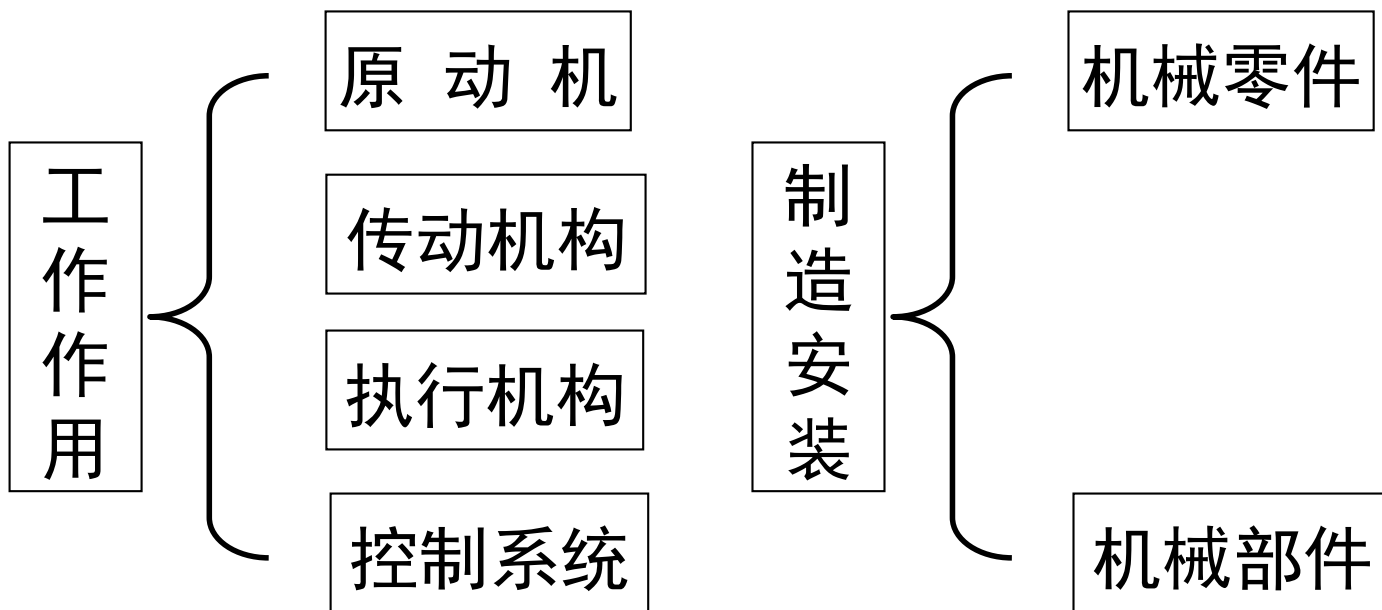 工作作用
原 动 机
传动机构
执行机构
控制系统
制造安装
机械零件
机械部件